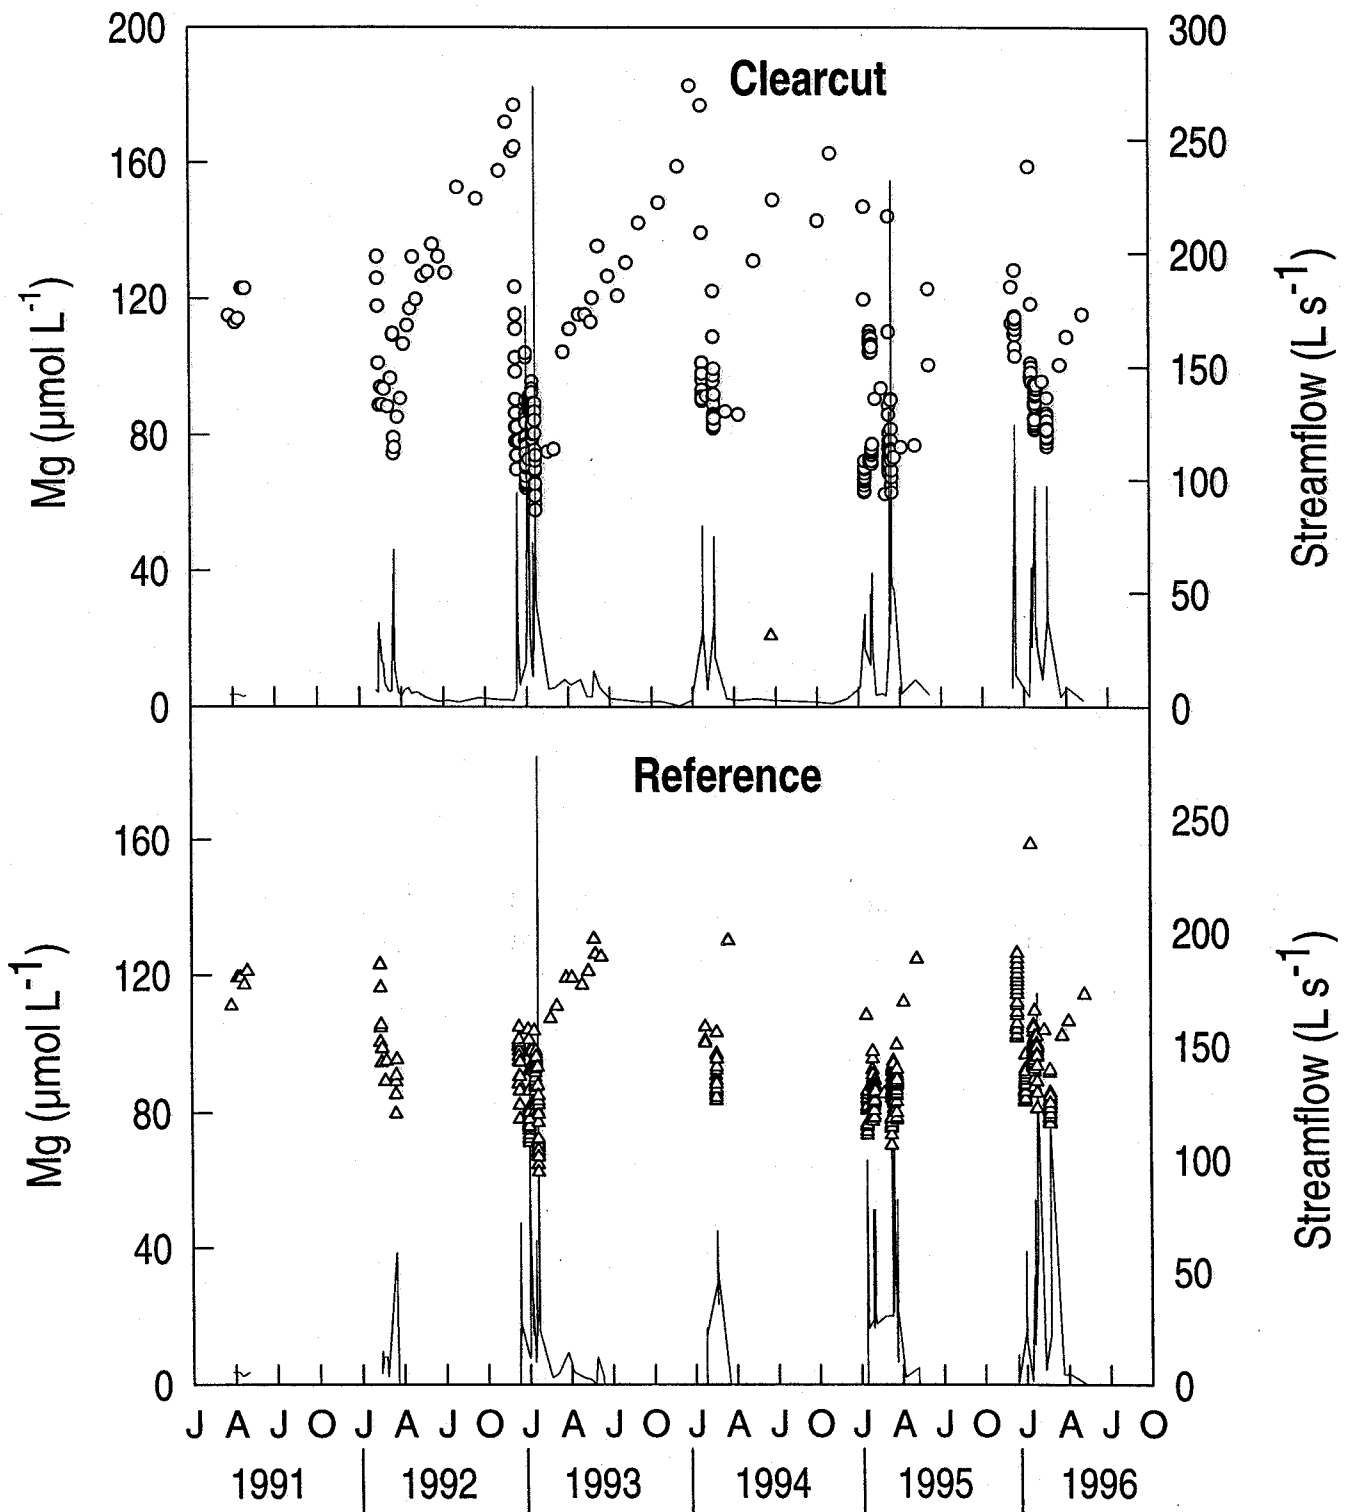 200 300
Clearcut
160 250
120 200
150
80 100
40 50
0 0
Mg (µmol L-1)
Streamflow (L s-1)
Reference
160 250
120 200
150
80 100
40 50
0 0
Mg (µmol L-1)
Streamflow (L s-1)
J A J O J A J O J A J O J A J O J A J O J A J O
1991 1992 1993 1994 1995 1996